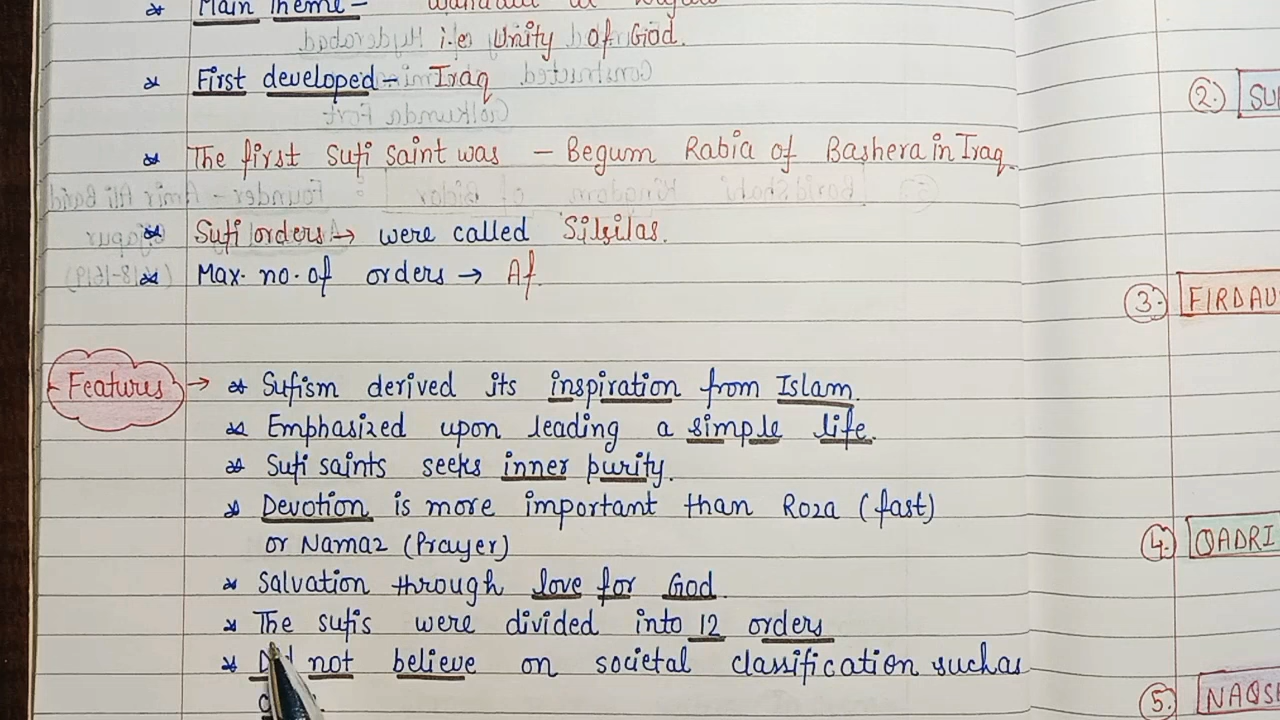 * Main Theme -
i.e Unity of God.
* First developed - Iraq
* The first Sufi Saint was - Begum Rabia of Bashera in Iraq.
* Sufi orders → were called 'Silsilas.
* Max. no. of orders → Af.
Features → * Sufism derived its inspiration from Islam.
* Emphasized upon leading a simple life.
* Sufi saints seeks inner purity.
* Devotion is more important than Roza (fast)
or Namaz (Prayer)
* Salvation through love for God.
* The sufis were divided into 12 orders
* not believe on societal classification such as
2.
3. FIRDAU
4. QADRI
5. NAQS